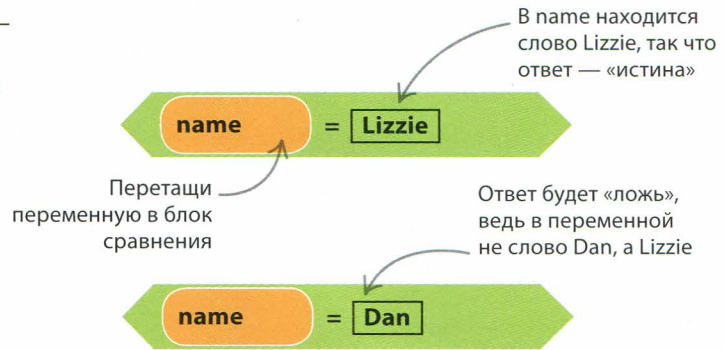 В name находится
слово Lizzie, так что
ответ — «истина»
name = Lizzie
Перетащи
переменную в блок
сравнения
Ответ будет «ложь»,
ведь в переменной
не слово Dan, а Lizzie
name = Dan